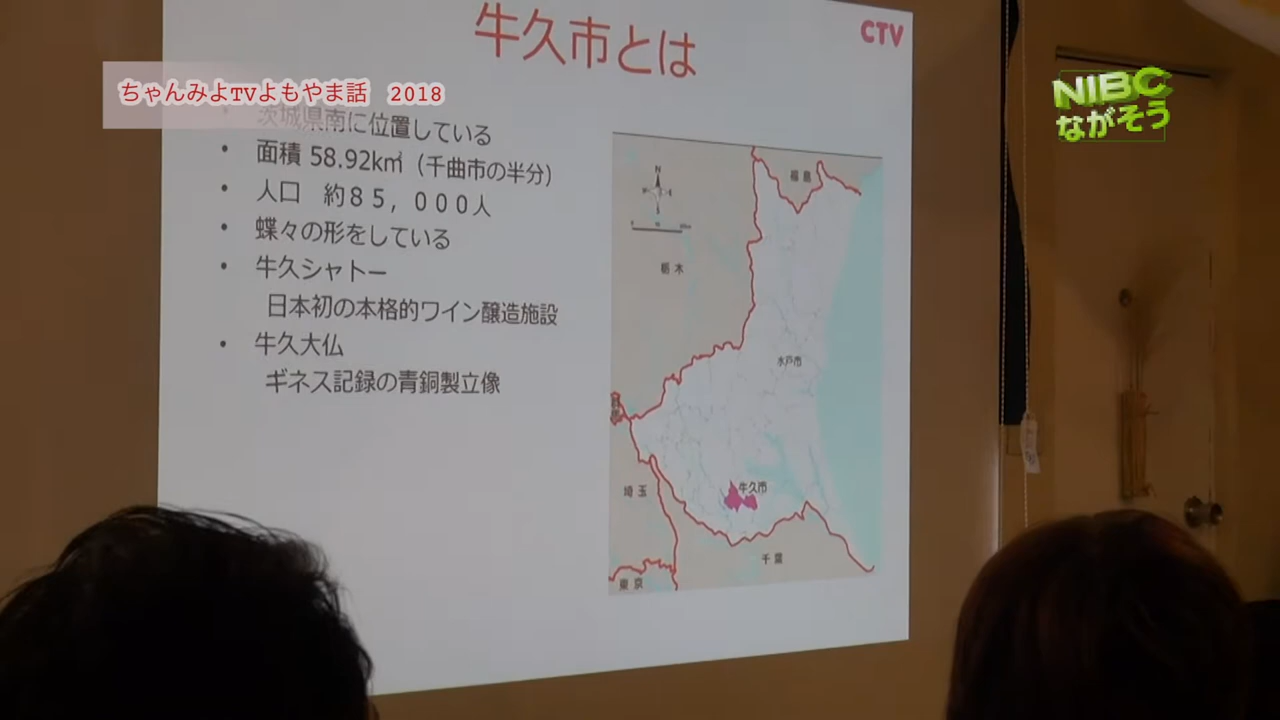 牛久市とは
CTV
ちゃんみよTVよもやま話 2018
NIBC
ながそう
茨城県南に位置している
• 面積 58.92k㎡（千曲市の半分）
• 人口 約８５，０００人
• 蝶々の形をしている
• 牛久シャトー
日本初の本格的ワイン醸造施設
• 牛久大仏
ギネス記録の青銅製立像
福島
N
栃木
水戸市
埼玉
牛久市
千葉
東京